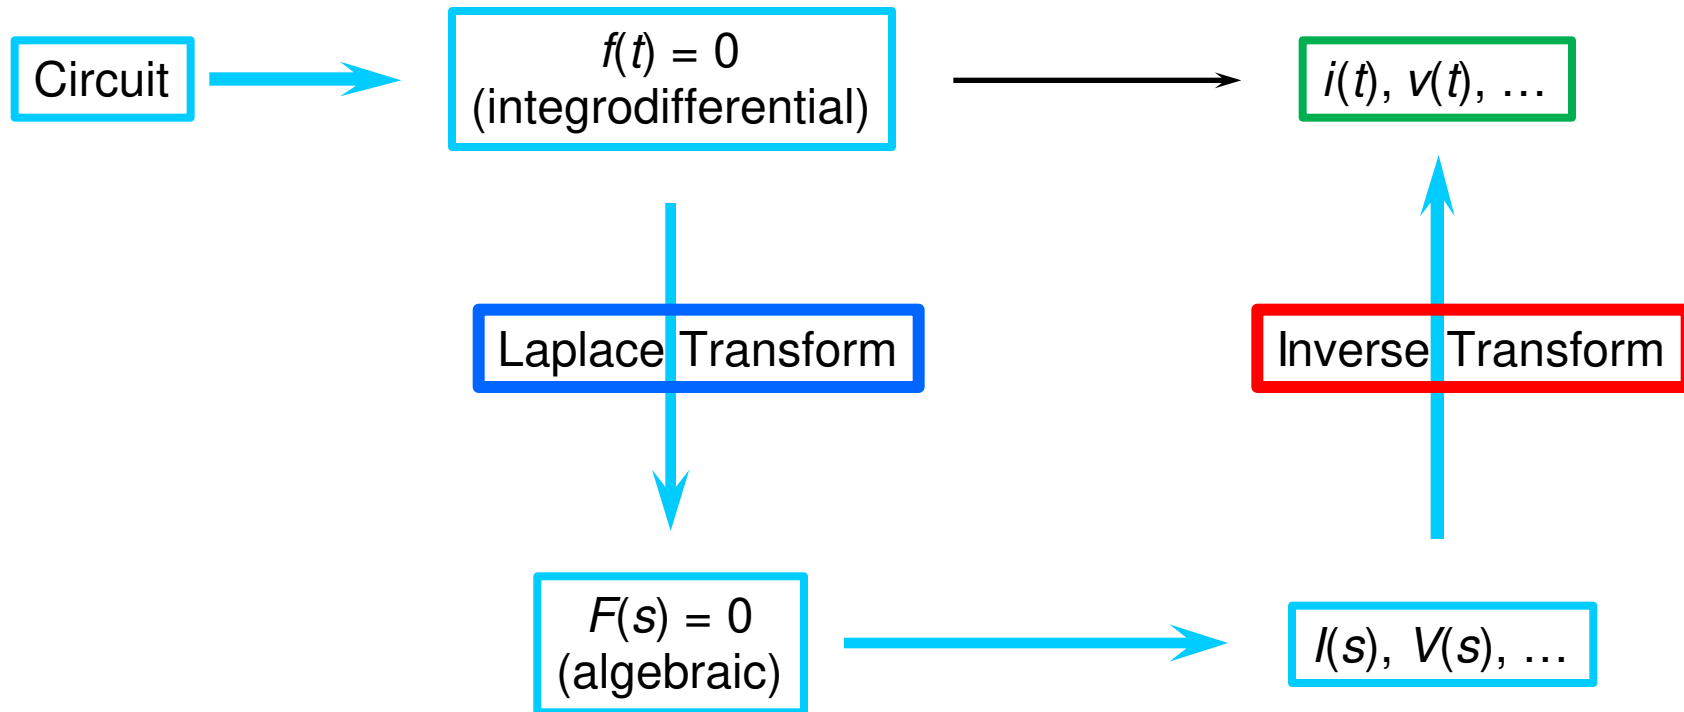 Circuit
f(t) = 0
(integrodifferential)
i(t), v(t), …
Laplace Transform
Inverse Transform
F(s) = 0
(algebraic)
I(s), V(s), …